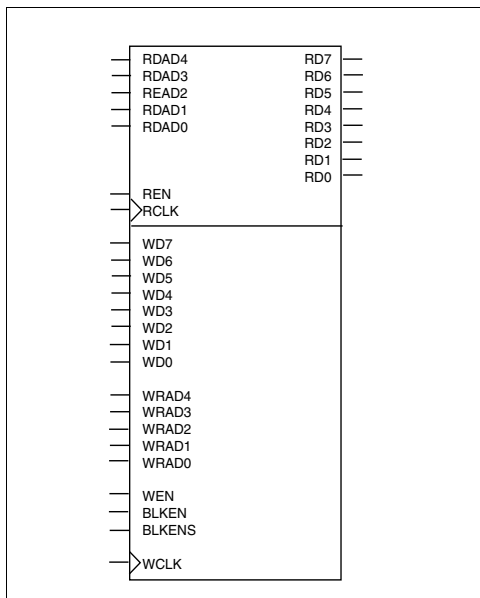 RDAD4 RD7
RDAD3 RD6
READ2 RD5
RDAD1 RD4
RDAD0 RD3
RD2
RD1
RD0
REN
RCLK
WD7
WD6
WD5
WD4
WD3
WD2
WD1
WD0
WRAD4
WRAD3
WRAD2
WRAD1
WRAD0
WEN
BLKEN
BLKENS
WCLK